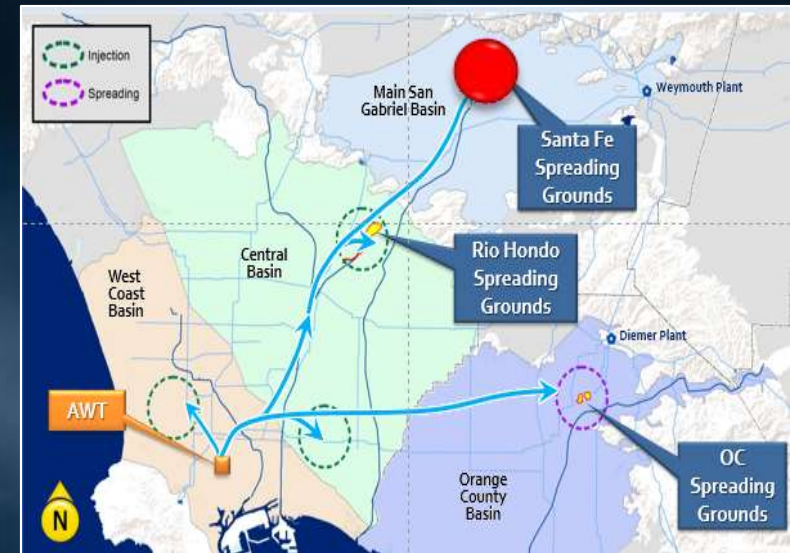 Injection
Spreading
Main San
Gabriel Basin
Weymouth Plant
Santa Fe
Spreading
Grounds
Rio Hondo
Spreading
Grounds
Central
Basin
West
Coast
Basin
Diemer Plant
AWT
OC
Spreading
Grounds
Orange
County
Basin
N